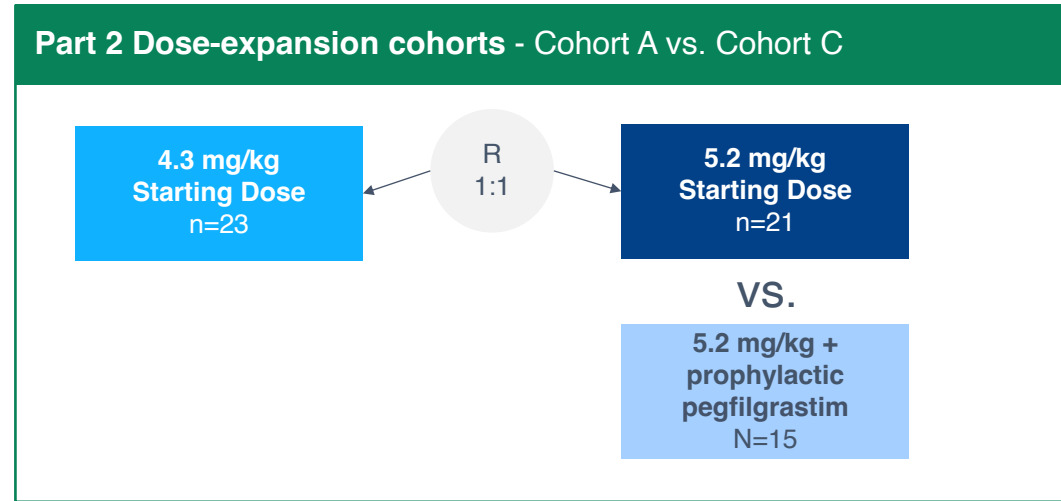 Part 2 Dose-expansion cohorts - Cohort A vs. Cohort C
4.3 mg/kg
Starting Dose
n=23
R
1:1
5.2 mg/kg
Starting Dose
n=21
vs.
5.2 mg/kg +
prophylactic
pegfilgrastim
N=15